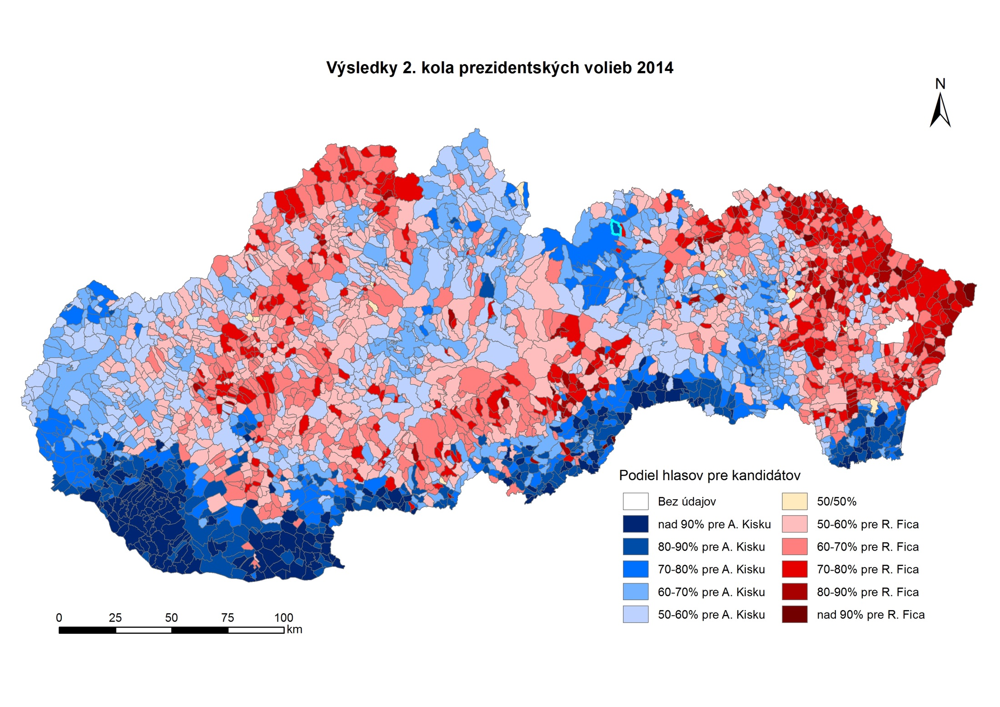 Výsledky 2. kola prezidentských volieb 2014
N
Podiel hlasov pre kandidátov
Bez údajov
nad 90% pre A. Kisku
80-90% pre A. Kisku
70-80% pre A. Kisku
60-70% pre A. Kisku
50-60% pre A. Kisku
50/50%
50-60% pre R. Fica
60-70% pre R. Fica
70-80% pre R. Fica
80-90% pre R. Fica
nad 90% pre R. Fica
0 25 50 75 100
km